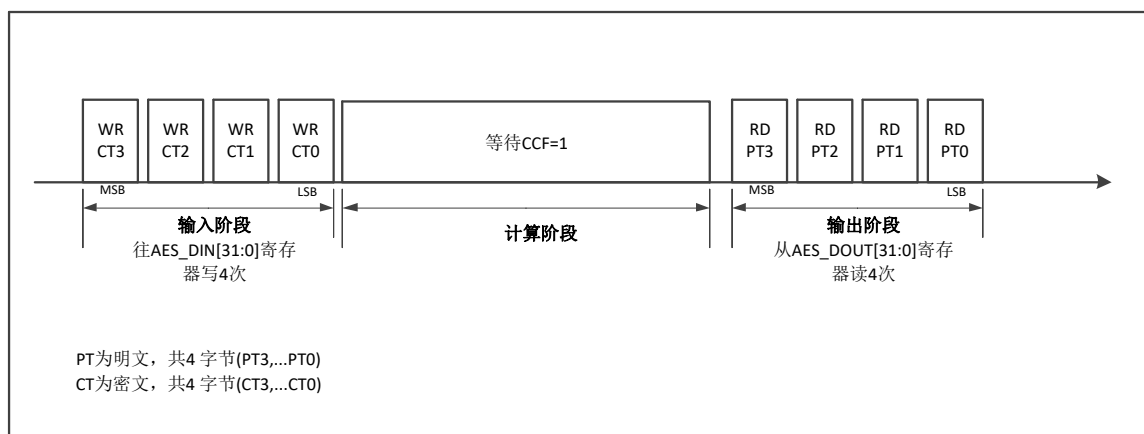 WR WR WR WR
CT3 CT2 CT1 CT0
等待CCF=1
RD RD RD RD
PT3 PT2 PT1 PT0
MSB LSB
MSB LSB
输入阶段
往AES_DIN[31:0]寄存
器写4次
计算阶段
输出阶段
从AES_DOUT[31:0]寄存
器读4次
PT为明文，共4 字节(PT3,...PT0)
CT为密文，共4 字节(CT3,...CT0)